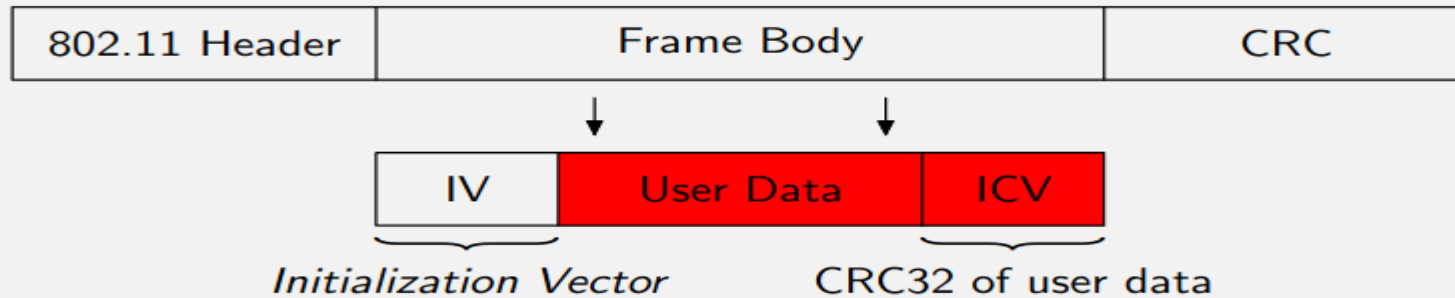 802.11 Header Frame Body CRC
IV User Data ICV
Initialization Vector CRC32 of user data